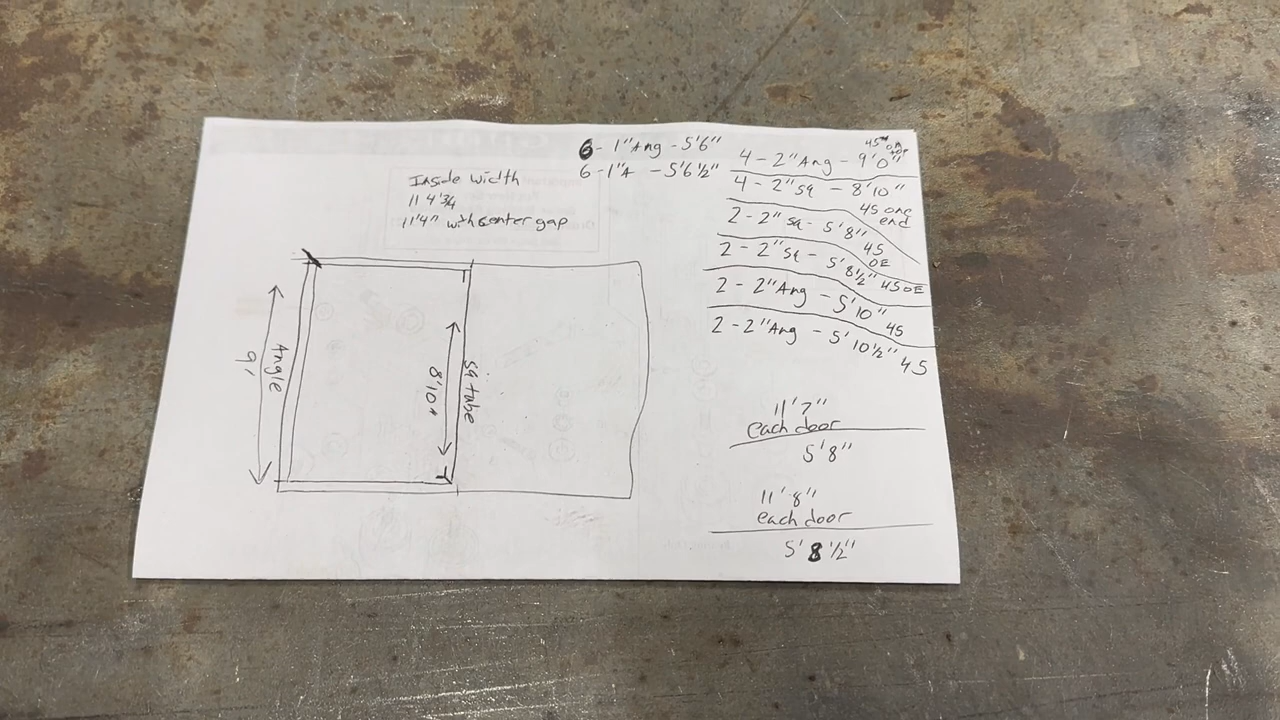 6 - 1" Ang - 5'6"
6 - 1" A - 5'6½"
Inside width
11 4'¾
11'4" with center gap
4 - 2" Ang - 9'0" 45° on top
4 - 2" sq - 8'10"
45 one end
2 - 2" sq - 5'8" 45 OE
2 - 2" sq - 5'8½" 45 OE
2 - 2" Ang - 5'10" 45
2 - 2" Ang - 5'10½" 45
Angle
9'
sq tube
8'10"
11'7"
each door
5'8"
11'8"
each door
5'8½"